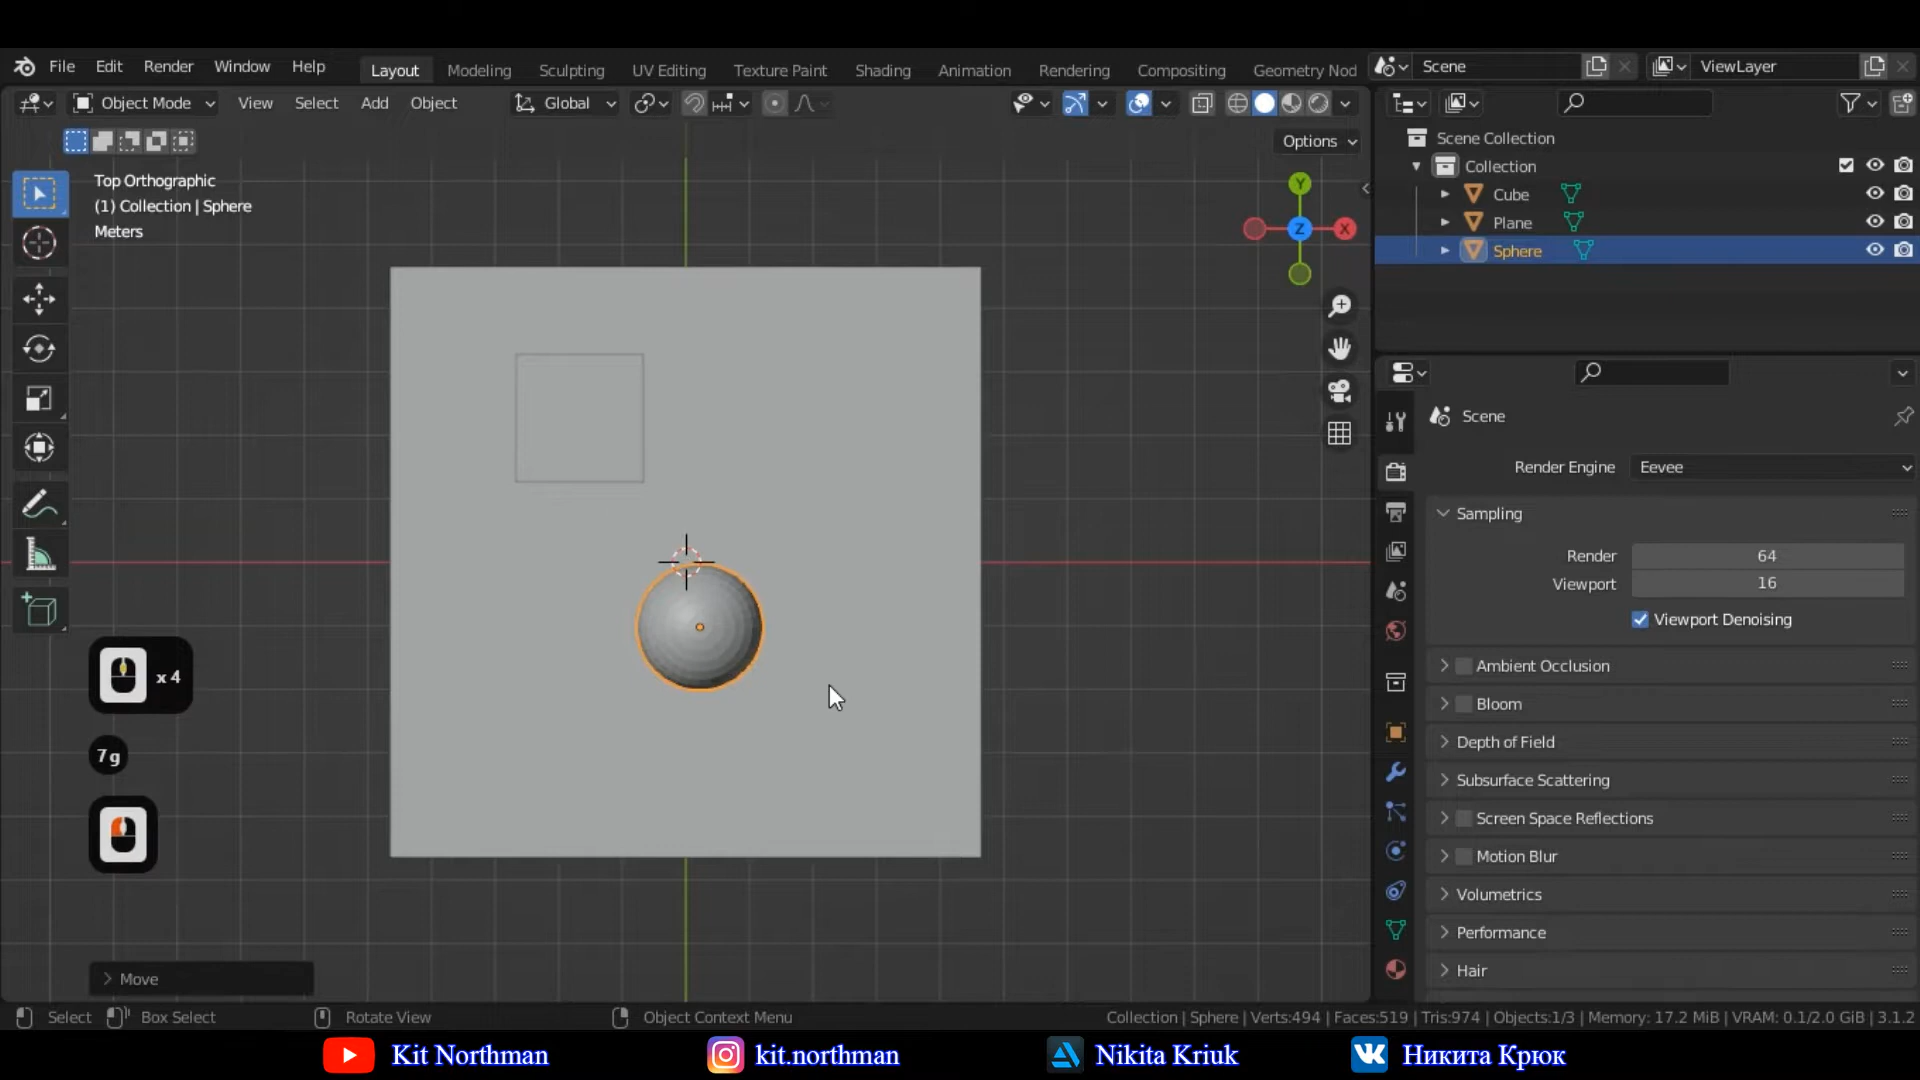 File Edit Render Window Help Layout Modeling Sculpting UV Editing Texture Paint Shading Animation Rendering Compositing Geometry Nod Scene ViewLayer
Object Mode View Select Add Object Global
Options
Top Orthographic
(1) Collection | Sphere
Meters
Y
X
Z
Scene Collection
Collection
Cube
Plane
Sphere
Scene
Render Engine Eevee
Sampling
Render 64
Viewport 16
Viewport Denoising
Ambient Occlusion
Bloom
Depth of Field
Subsurface Scattering
Screen Space Reflections
Motion Blur
Volumetrics
Performance
Hair
x 4
7 g
Move
Select Box Select Rotate View Object Context Menu Collection | Sphere | Verts:494 | Faces:519 | Tris:974 | Objects:1/3 | Memory: 17.2 MiB | VRAM: 0.1/2.0 GiB | 3.1.2
Kit Northman kit.northman Nikita Kriuk Никита Крюк